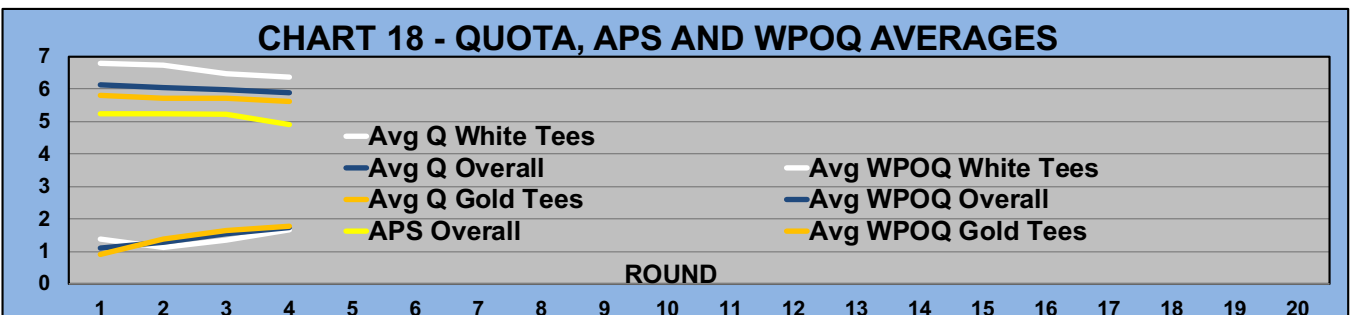 CHART 18 - QUOTA, APS AND WPOQ AVERAGES
7
6
5
4
3
2
1
0
Avg Q White Tees
Avg Q Overall
Avg WPOQ White Tees
Avg Q Gold Tees
Avg WPOQ Overall
APS Overall
Avg WPOQ Gold Tees
ROUND
1 2 3 4 5 6 7 8 9 10 11 12 13 14 15 16 17 18 19 20